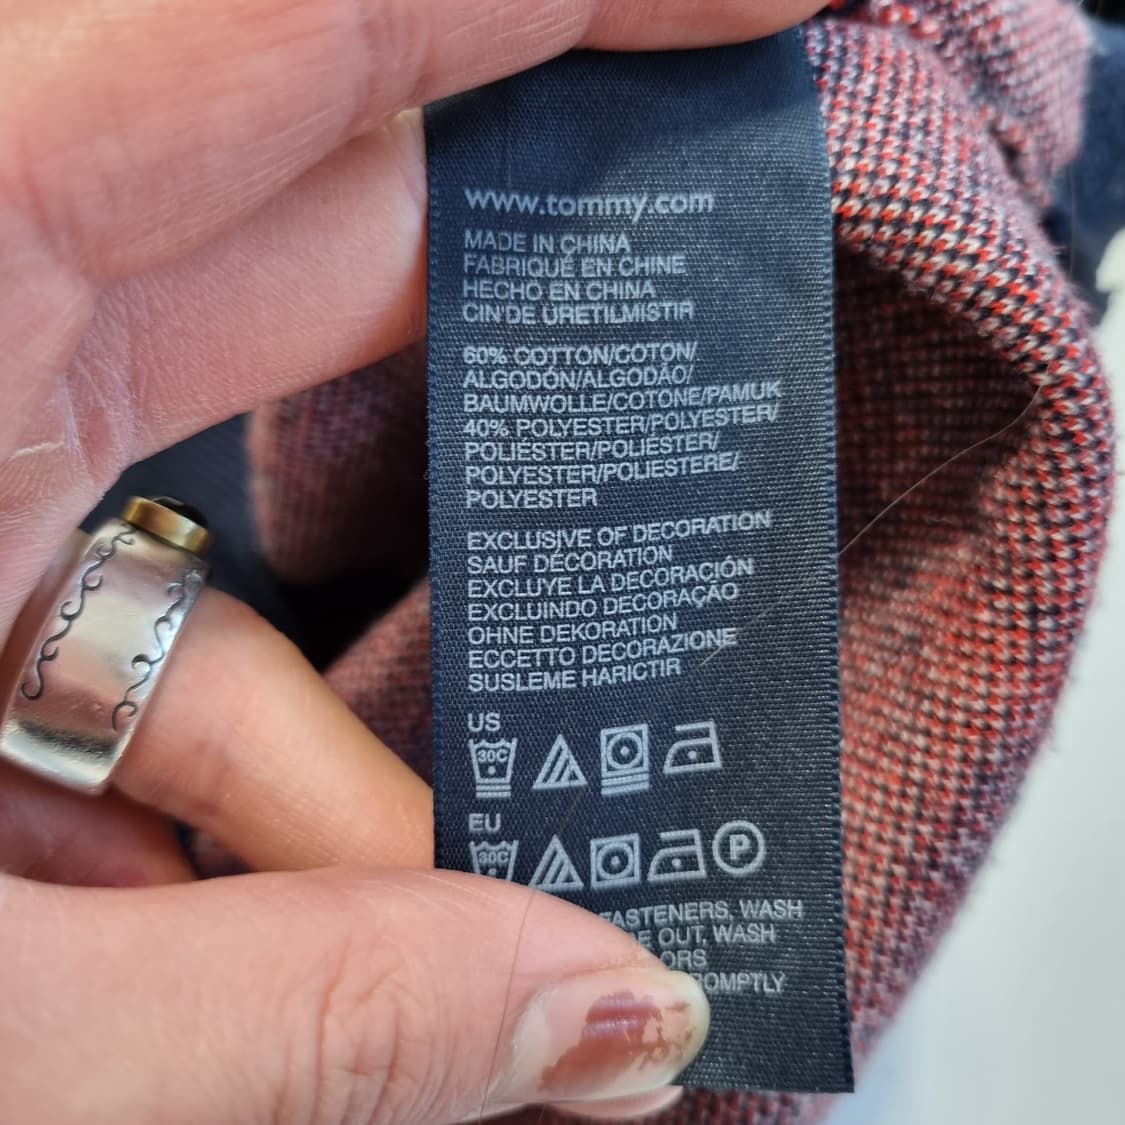 www.tommy.com
MADE IN CHINA
FABRIQUÉ EN CHINE
HECHO EN CHINA
CIN'DE URETILMISTIR
60% COTTON/COTON/
ALGODÓN/ALGODÃO/
BAUMWOLLE/COTONE/PAMUK
40% POLYESTER/POLYESTER/
POLIÉSTER/POLIÉSTER/
POLYESTER/POLIESTERE/
POLYESTER
EXCLUSIVE OF DECORATION
SAUF DÉCORATION
EXCLUYE LA DECORACIÓN
EXCLUINDO DECORAÇÃO
OHNE DEKORATION
ECCETTO DECORAZIONE
SUSLEME HARICTIR
US
30C
EU
30C
P
FASTENERS, WASH
OUT, WASH